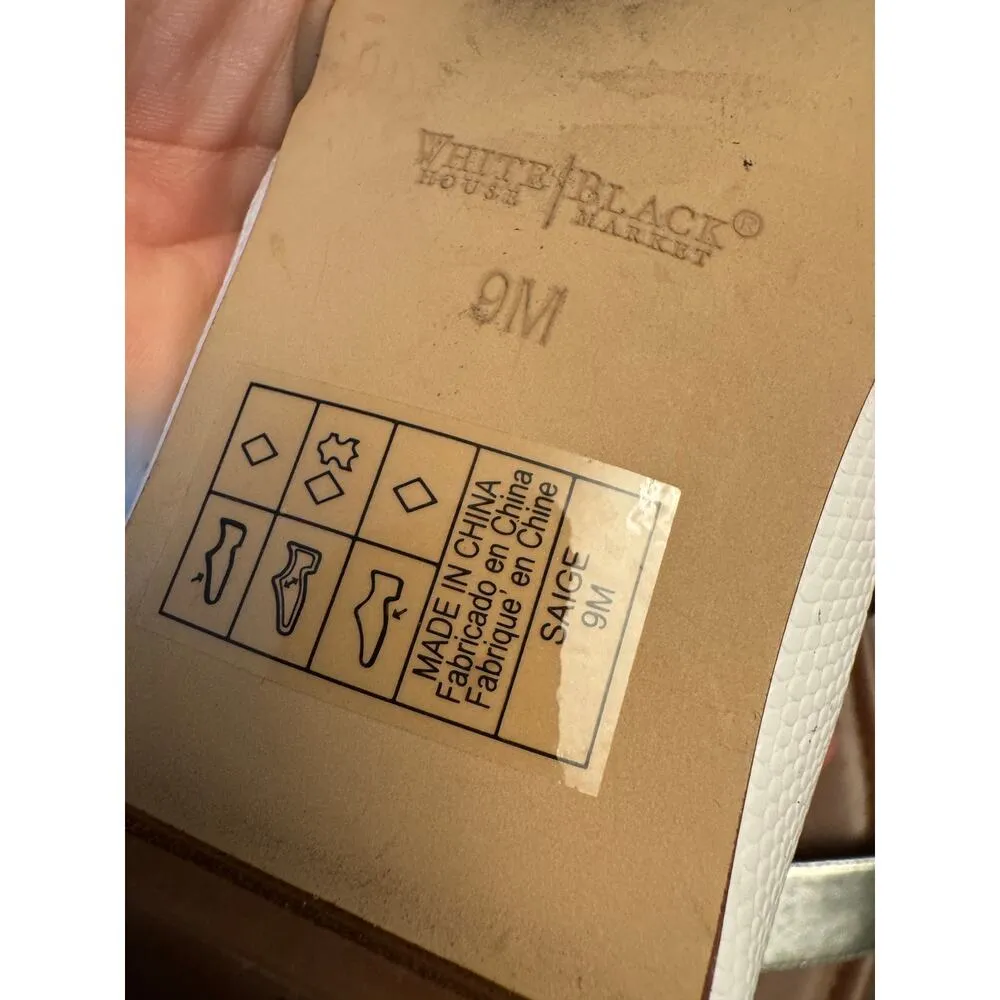 WHITE BLACK®
HOUSE MARKET
9M
MADE IN CHINA
Fabricado en China
Fabrique' en Chine
SAIGE
9M